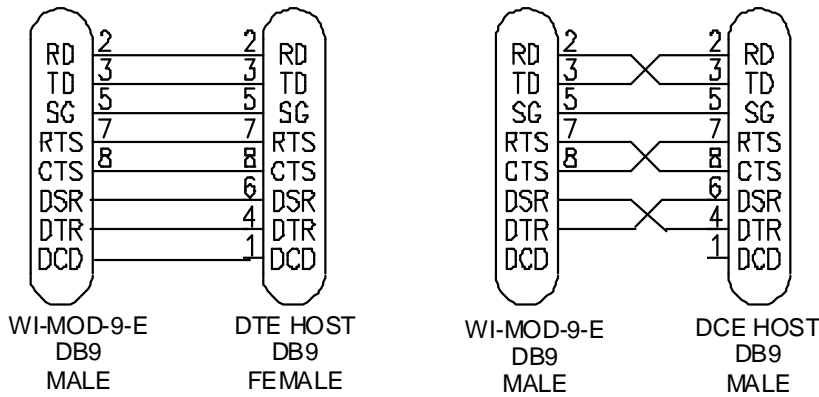 RD 2 2 RD
TD 3 3 TD
SG 5 5 SG
RTS 7 7 RTS
CTS 8 8 CTS
DSR 6 DSR
DTR 4 DTR
DCD 1 DCD
WI-MOD-9-E
DB9
MALE
DTE HOST
DB9
FEMALE
RD 2 2 RD
TD 3 3 TD
SG 5 5 SG
RTS 7 7 RTS
CTS 8 8 CTS
DSR 6 DSR
DTR 4 DTR
DCD 1 DCD
WI-MOD-9-E
DB9
MALE
DCE HOST
DB9
MALE